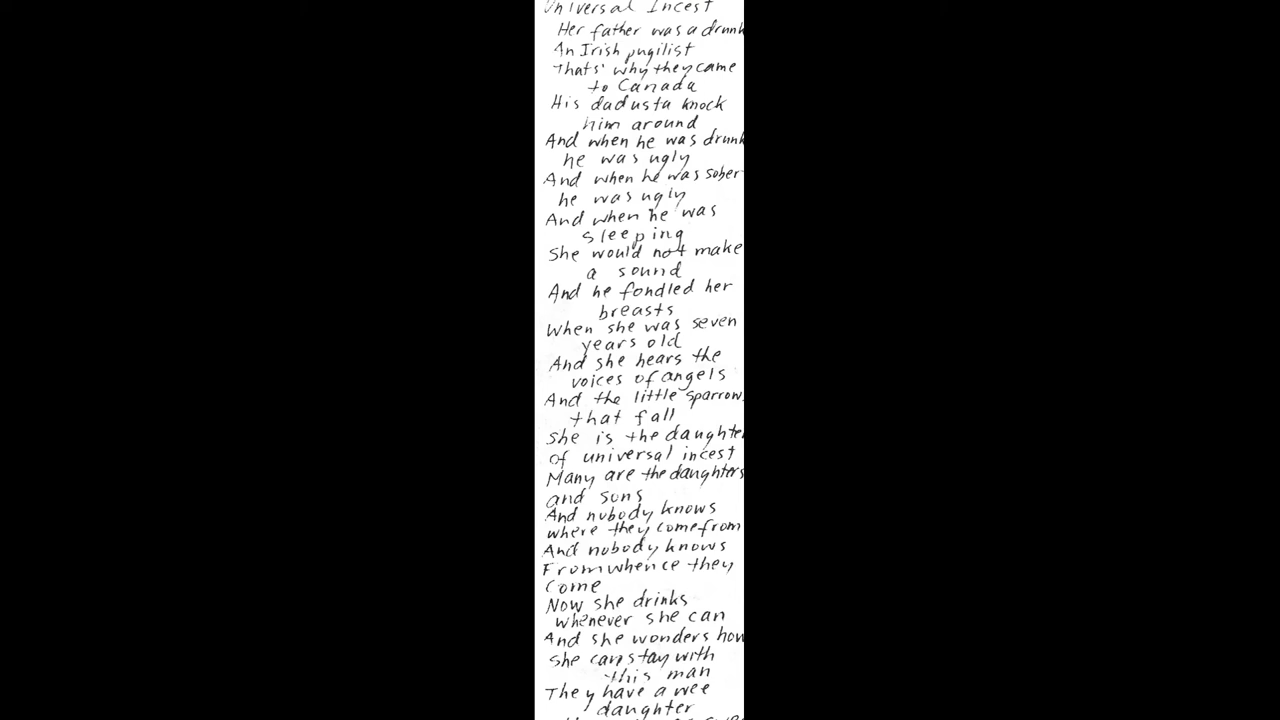 Universal Incest
Her father was a drunk
An Irish pugilist
Thats' why they came
to Canada
His dad usta knock
him around
And when he was drunk
he was ugly
And when he was sober
he was ugly
And when he was
sleeping
She would not make
a sound
And he fondled her
breasts
When she was seven
years old
And she hears the
voices of angels
And the little sparrows
that fall
She is the daughter
of universal incest
Many are the daughters
and sons
And nobody knows
where they come from
And nobody knows
From whence they
Come
Now she drinks
whenever she can
And she wonders how
she can stay with
this man
They have a wee
daughter